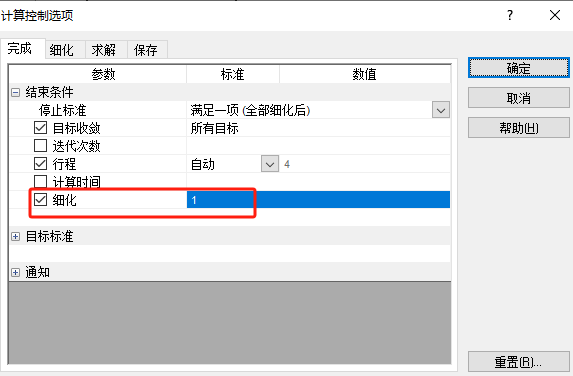 计算控制选项
完成 细化 求解 保存
参数 标准 数值
结束条件
停止标准 满足一项 (全部细化后)
目标收敛 所有目标
迭代次数
行程 自动 4
计算时间
细化 1
目标标准
通知
确定
取消
帮助(H)
重置(R)...